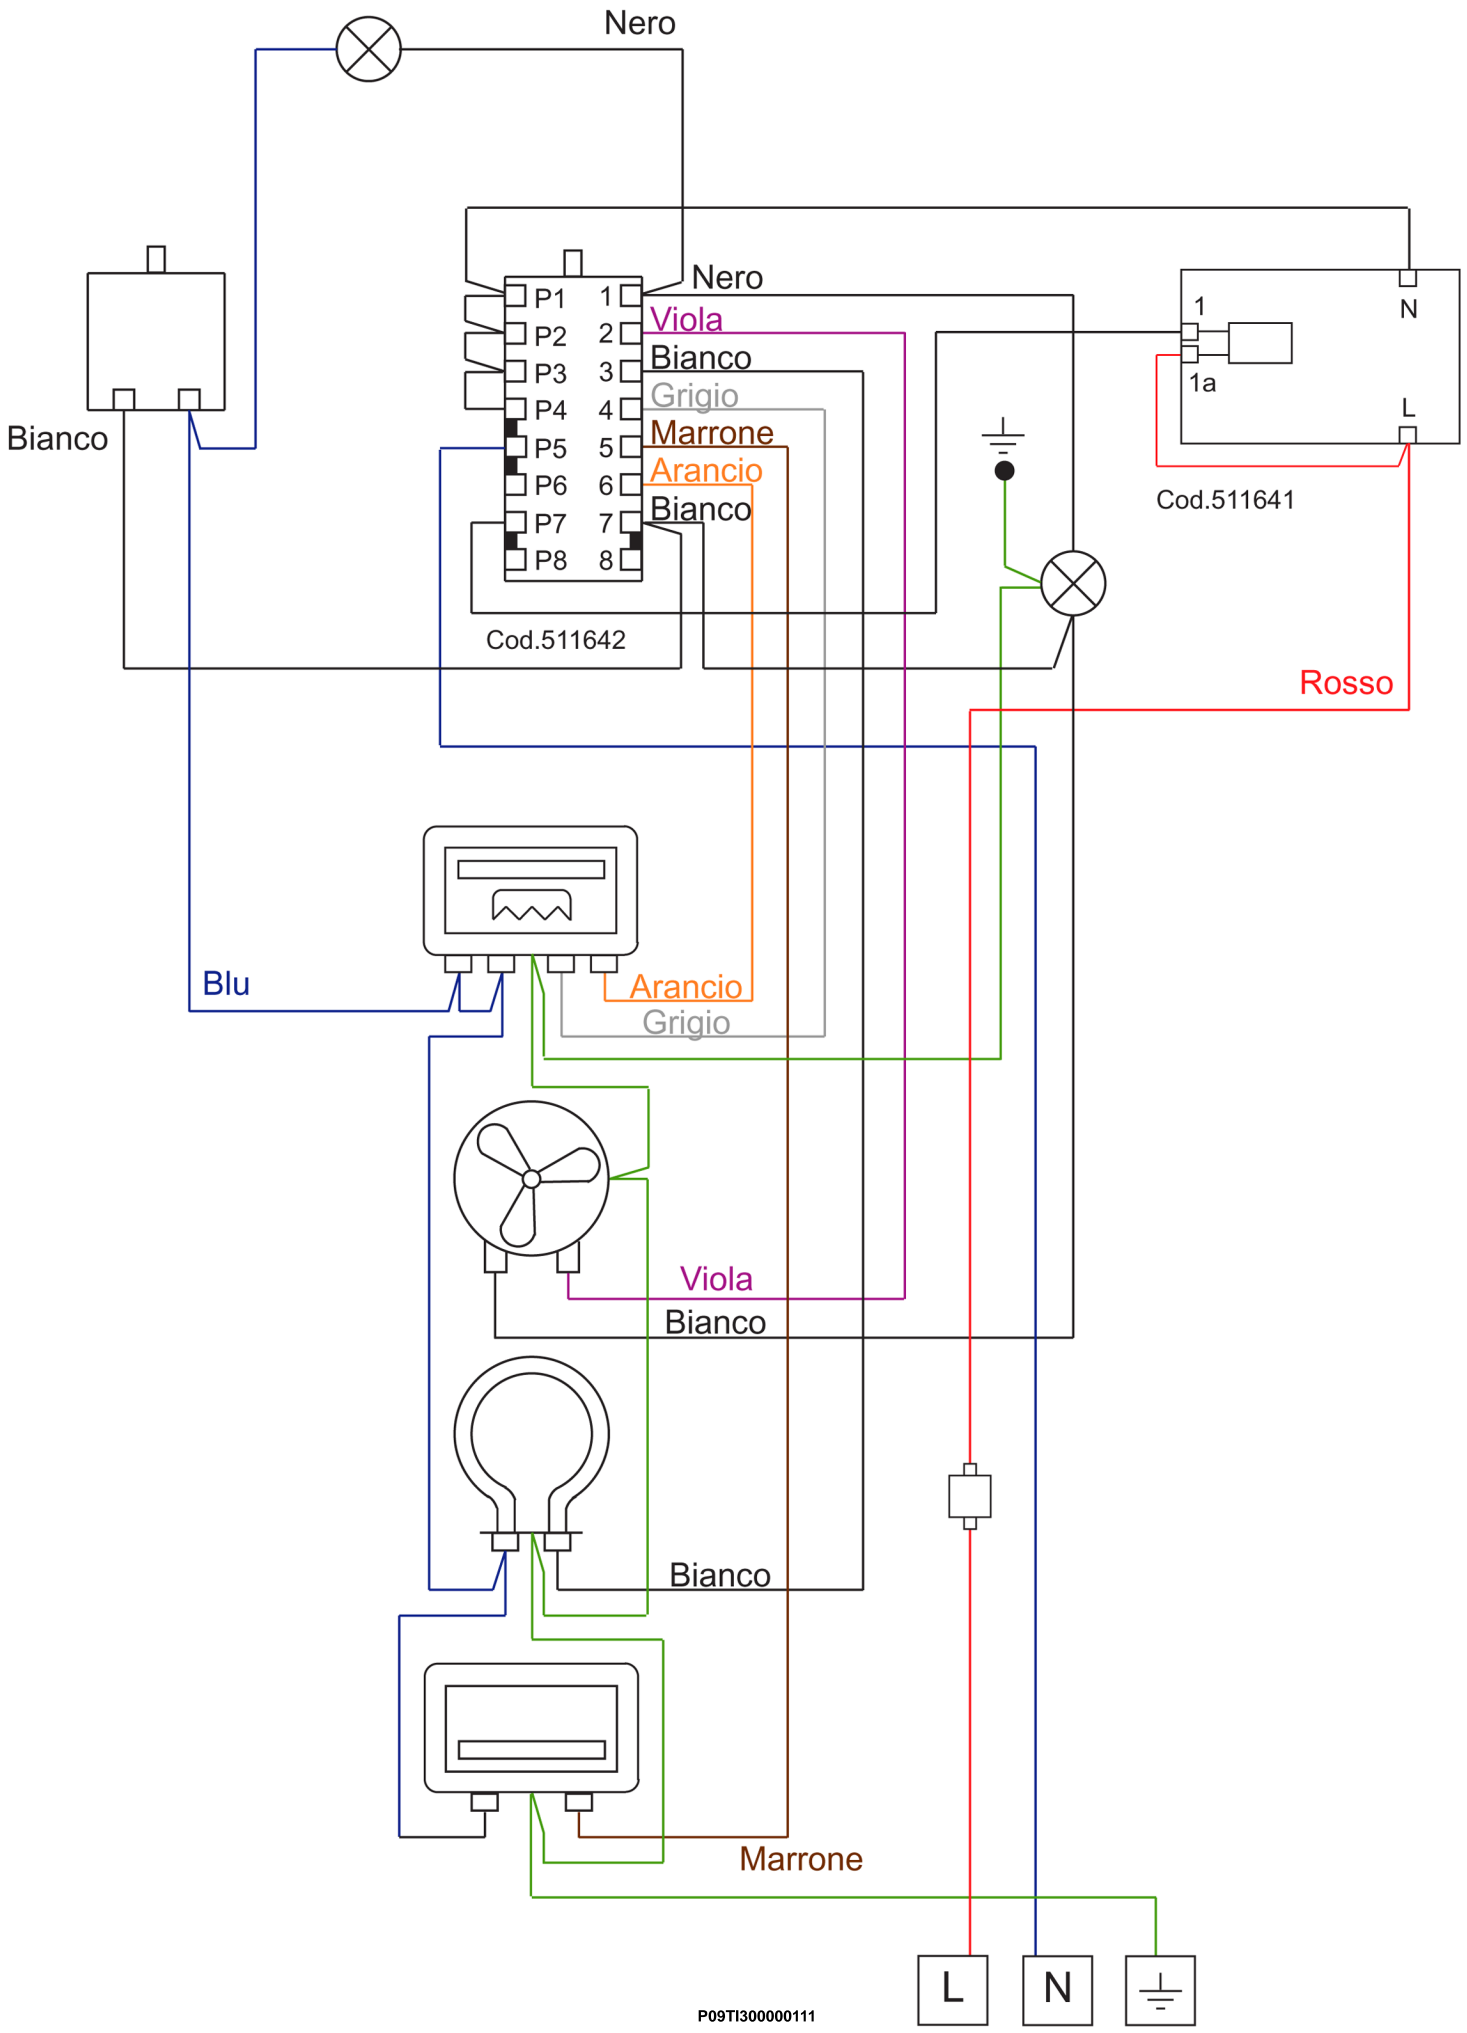 Nero
Nero
P1 1
Viola
P2 2
Bianco
P3 3
Grigio
P4 4
Marrone
P5 5
Arancio
P6 6
Bianco
P7 7
P8 8
Cod.511642
Bianco
1
N
1a
L
Cod.511641
Rosso
Blu
Arancio
Grigio
Viola
Bianco
Bianco
Marrone
L
N
P09TI300000111